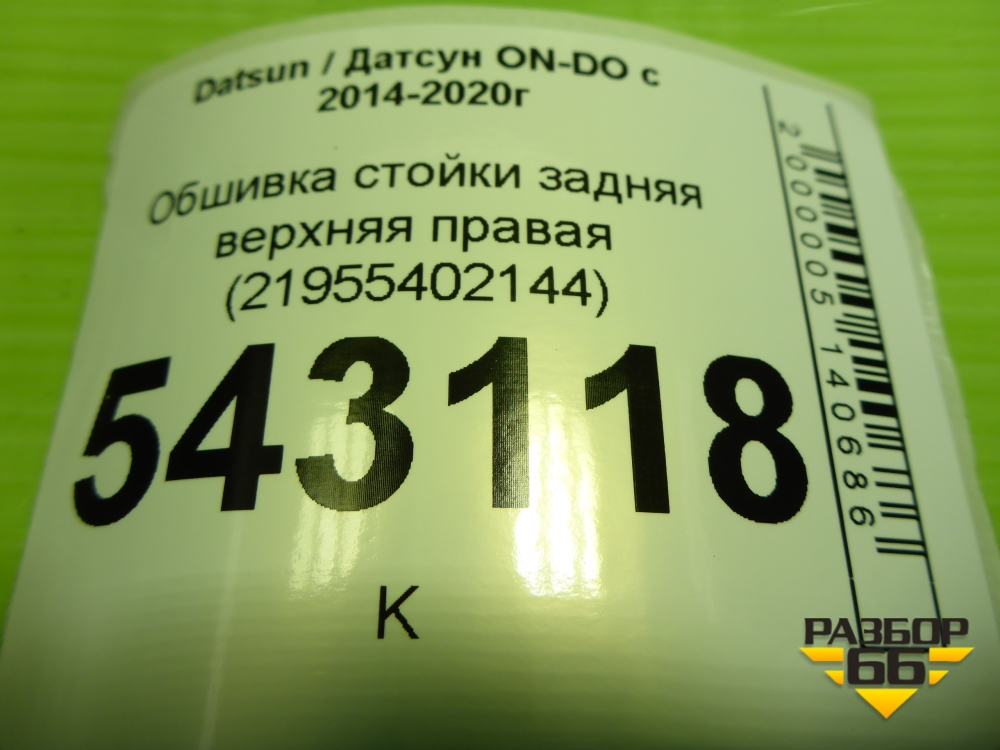 Datsun / Датсун ON-DO с
2014-2020г
Обшивка стойки задняя
верхняя правая
(21955402144)
543118
К
2000005140686
РАЗБОР
66